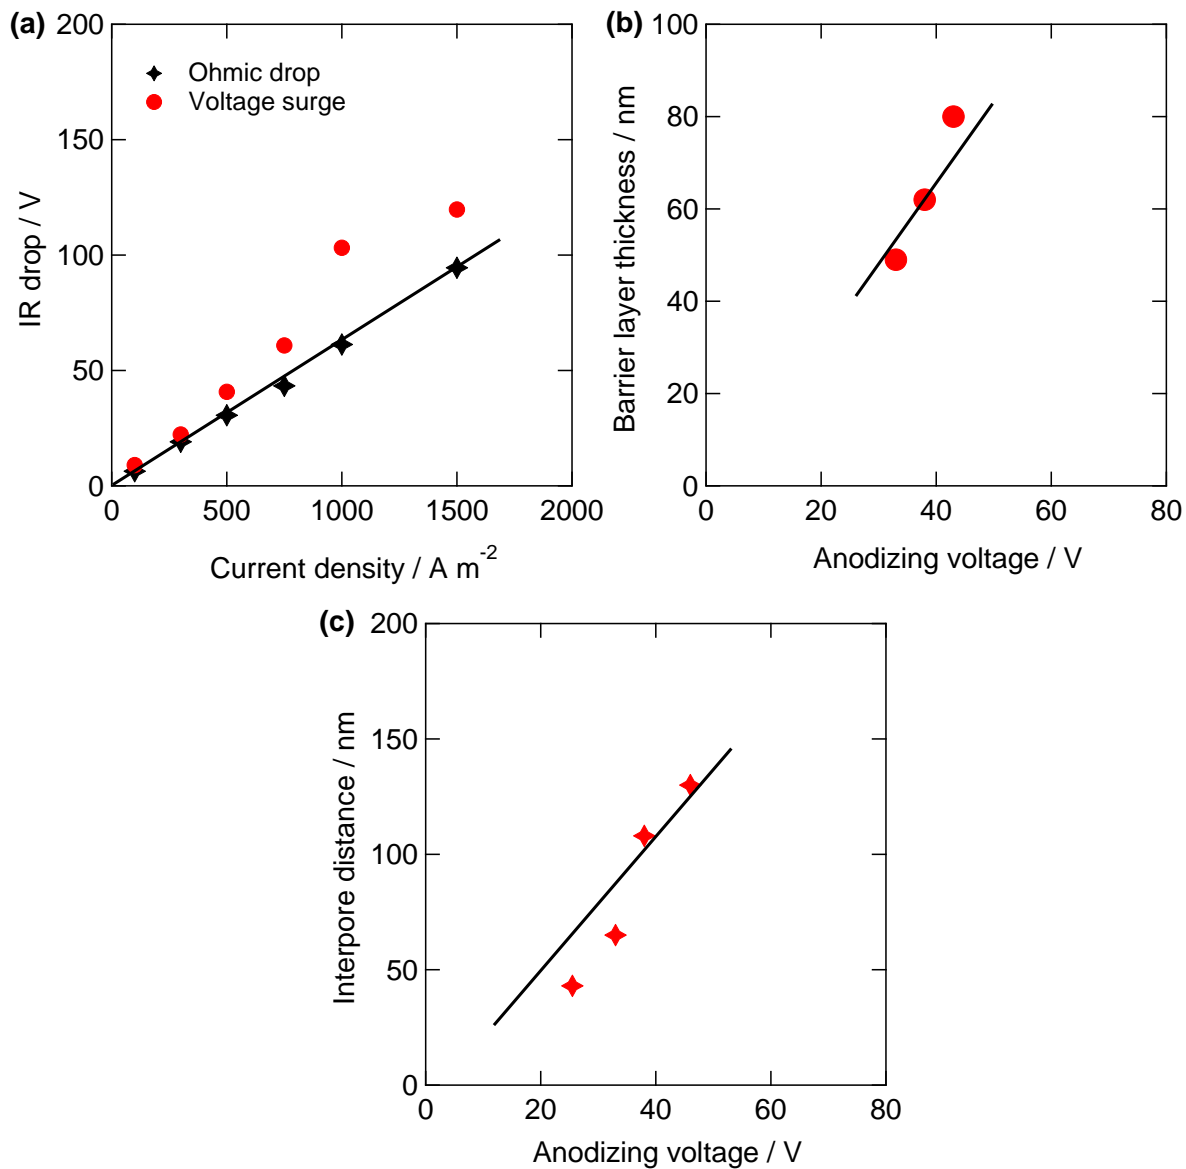 (a)
200
150
100
50
0
IR drop / V
Ohmic drop
Voltage surge
0 500 1000 1500 2000
Current density / A m-2
(b)
100
80
60
40
20
0
Barrier layer thickness / nm
0 20 40 60 80
Anodizing voltage / V
(c)
200
150
100
50
0
Interpore distance / nm
0 20 40 60 80
Anodizing voltage / V